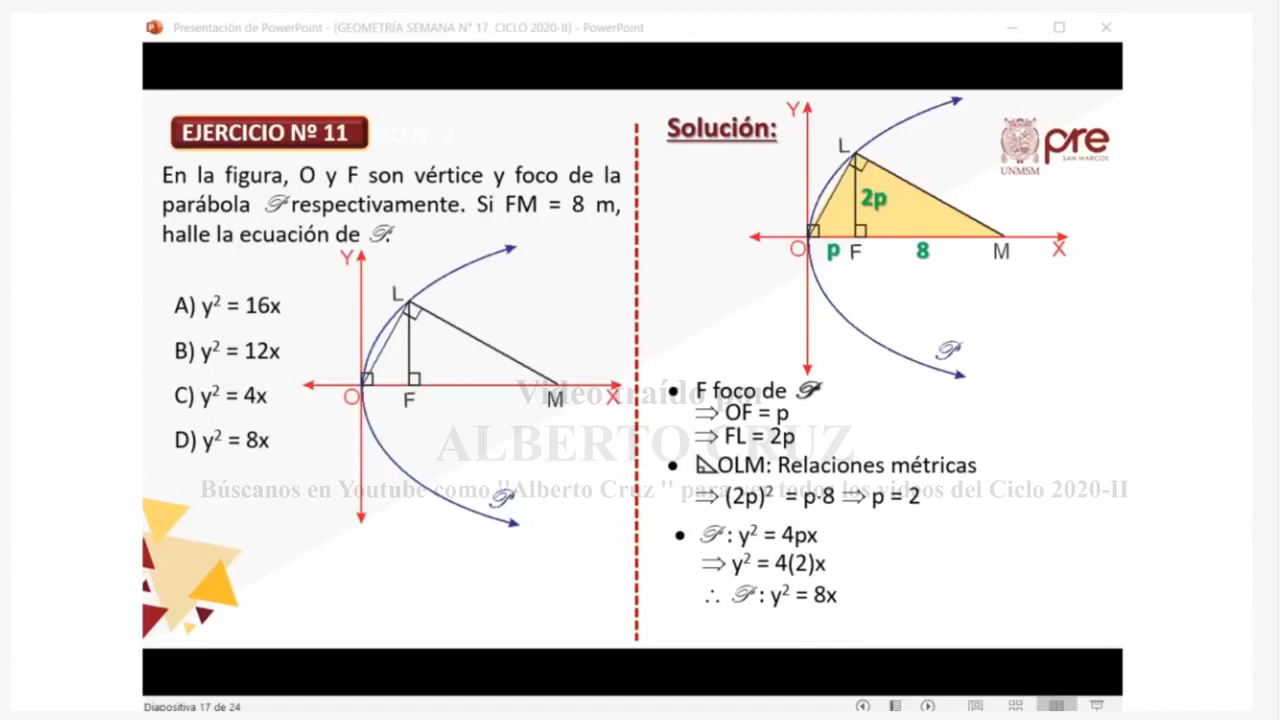 Presentación de PowerPoint - [GEOMETRÍA SEMANA N° 17 CICLO 2020-II] - PowerPoint
EJERCICIO Nº 11
En la figura, O y F son vértice y foco de la
parábola 𝒫 respectivamente. Si FM = 8 m,
halle la ecuación de 𝒫.
A) y² = 16x
B) y² = 12x
C) y² = 4x
D) y² = 8x
Y
L
O
F
M
X
𝒫
Solución:
Y
L
2p
O
p
F
8
M
X
𝒫
UNMSM
pre
SAN MARCOS
• F foco de 𝒫
⇒ OF = p
⇒ FL = 2p
• ◺OLM: Relaciones métricas
⇒ (2p)² = p·8 ⇒ p = 2
• 𝒫 : y² = 4px
⇒ y² = 4(2)x
∴ 𝒫 : y² = 8x
Video traído por
ALBERTO CRUZ
Búscanos en Youtube como "Alberto Cruz " para ver todos los videos del Ciclo 2020-II
Diapositiva 17 de 24